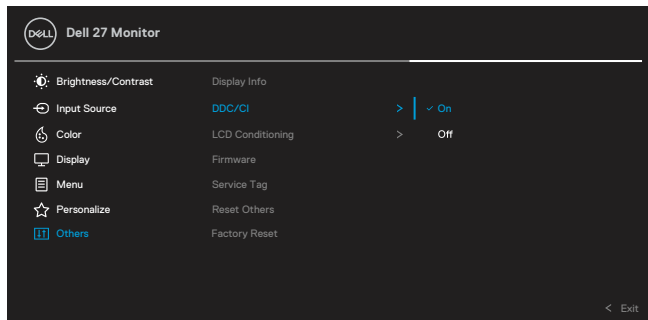 DELL Dell 27 Monitor
Brightness/Contrast Display Info
Input Source DDC/CI > ✓ On
Color LCD Conditioning > Off
Display Firmware
Menu Service Tag
Personalize Reset Others
Others Factory Reset
< Exit